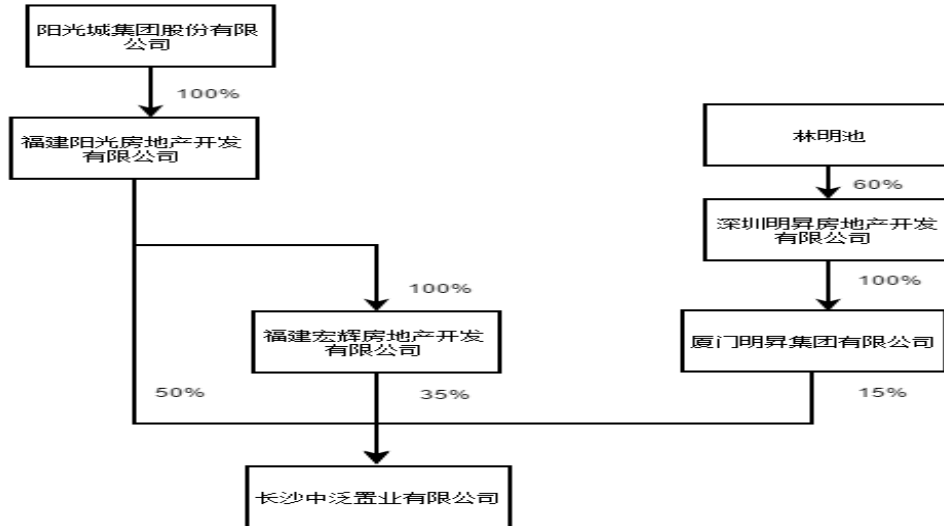 阳光城集团股份有限
公司
100%
福建阳光房地产开发
有限公司
林明池
60%
深圳明昇房地产开发
有限公司
100%
100%
福建宏辉房地产开发
有限公司
厦门明昇集团有限公司
50%
35%
15%
长沙中泛置业有限公司